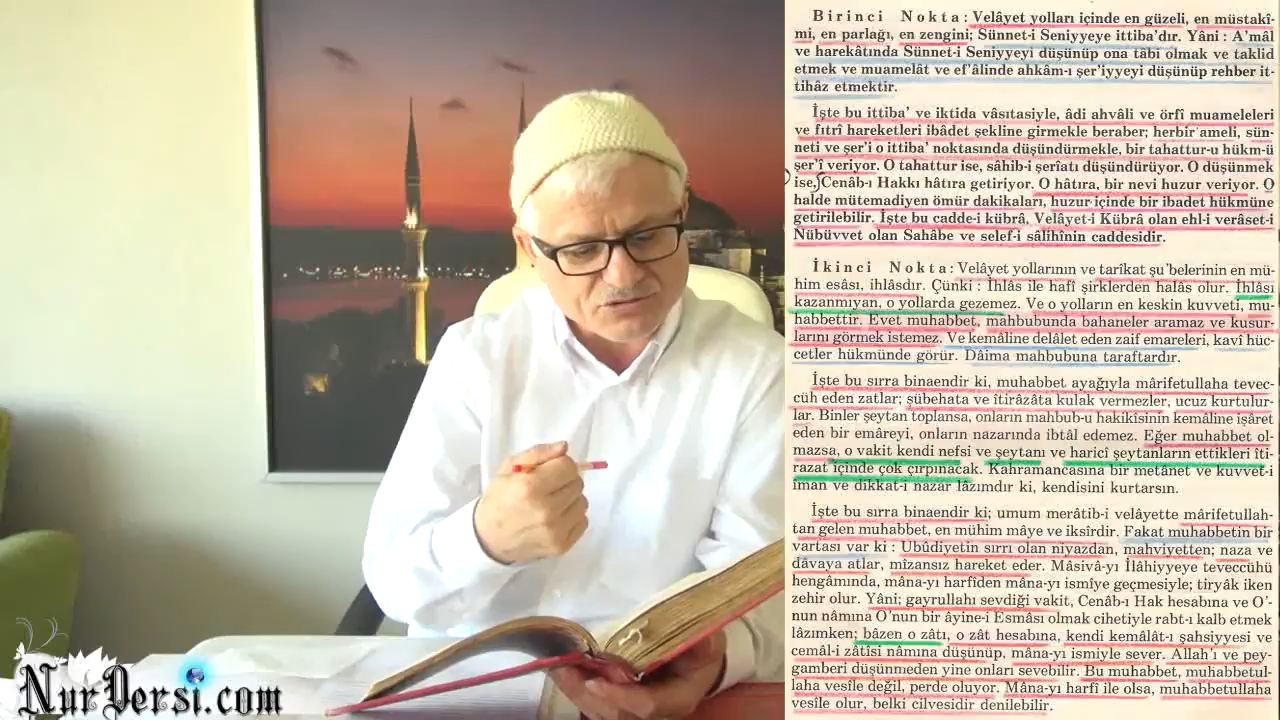 Birinci Nokta: Velâyet yolları içinde en güzeli, en müstakî-
mi, en parlağı, en zengini; Sünnet-i Seniyyeye ittiba'dır. Yâni : A'mâl
ve harekâtında Sünnet-i Seniyyeyi düşünüp ona tâbi olmak ve taklid
etmek ve muamelât ve ef'âlinde ahkâm-ı şer'iyyeyi düşünüp rehber it-
tihâz etmektir.
İşte bu ittiba' ve iktida vâsıtasiyle, âdi ahvâli ve örfî muameleleri
ve fıtrî hareketleri ibâdet şekline girmekle beraber; herbir ameli, sün-
neti ve şer'i o ittiba' noktasında düşündürmekle, bir tahattur-u hükm-ü
şer'î veriyor. O tahattur ise, sâhib-i şerîatı düşündürüyor. O düşünmek
ise, Cenâb-ı Hakkı hâtıra getiriyor. O hâtıra, bir nevi huzur veriyor. O
halde mütemadiyen ömür dakikaları, huzur içinde bir ibadet hükmüne
getirilebilir. İşte bu cadde-i kübrâ, Velâyet-i Kübrâ olan ehl-i verâset-i
Nübüvvet olan Sahâbe ve selef-i sâlihînin caddesidir.
İkinci Nokta: Velâyet yollarının ve tarîkat şu'belerinin en mü-
him esâsı, ihlâsdır. Çünki : İhlâs ile hafî şirklerden halâs olur. İhlâsı
kazanmıyan, o yollarda gezemez. Ve o yolların en keskin kuvveti, mu-
habbettir. Evet muhabbet, mahbubunda bahaneler aramaz ve kusur-
larını görmek istemez. Ve kemâline delâlet eden zaif emareleri, kavî hüc-
cetler hükmünde görür. Dâima mahbubuna taraftardır.
İşte bu sırra binaendir ki, muhabbet ayağıyla mârifetullaha tevec-
cüh eden zatlar; şübehata ve îtirâzâta kulak vermezler, ucuz kurtulur-
lar. Binler şeytan toplansa, onların mahbub-u hakikîsinin kemâline işâret
eden bir emâreyi, onların nazarında ibtâl edemez. Eğer muhabbet ol-
mazsa, o vakit kendi nefsi ve şeytanı ve harici şeytanların ettikleri îti-
razat içinde çok çırpınacak. Kahramancasına bir metânet ve kuvvet-i
iman ve dikkat-i nazar lâzımdır ki, kendisini kurtarsın.
İşte bu sırra binaendir ki; umum merâtib-i velâyette mârifetullah-
tan gelen muhabbet, en mühim mâye ve iksîrdir. Fakat muhabbetin bir
vartası var ki : Ubûdiyetin sırrı olan niyazdan, mahviyetten; naza ve
dâvaya atlar, mîzansız hareket eder. Mâsivâ-yı İlâhiyyeye teveccühü
hengâmında, mâna-yı harfîden mâna-yı ismîye geçmesiyle; tiryâk iken
zehir olur. Yâni; gayrullahı sevdiği vakit, Cenâb-ı Hak hesabına ve O'-
nun nâmına O'nun bir âyine-i Esmâsı olmak cihetiyle rabt-ı kalb etmek
lâzımken; bâzen o zâtı, o zât hesabına, kendi kemâlât-ı şahsiyyesi ve
cemâl-i zâtîsi nâmına düşünüp, mâna-yı ismiyle sever. Allah'ı ve pey-
gamberi düşünmeden yine onları sevebilir. Bu muhabbet, muhabbetul-
laha vesîle değil, perde oluyor. Mâna-yı harfî ile olsa, muhabbetullaha
vesîle olur, belki cilvesidir denilebilir.
NurDersi.com